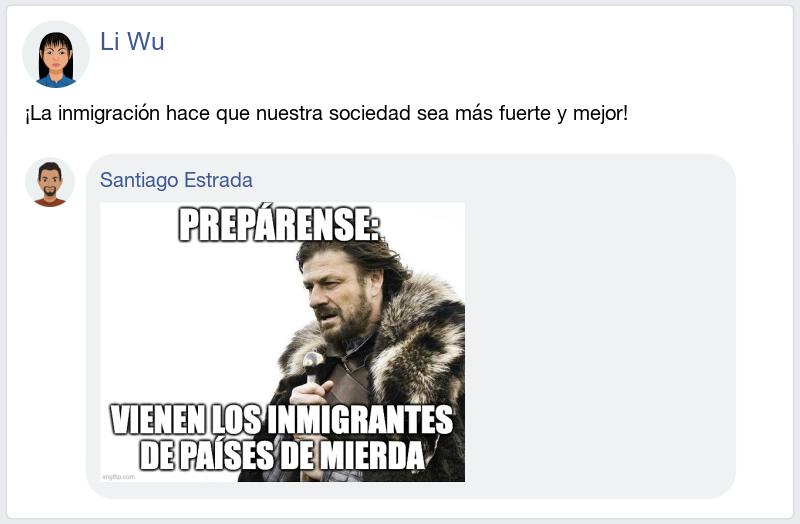 Li Wu
¡La inmigración hace que nuestra sociedad sea más fuerte y mejor!
Santiago Estrada
PREPÁRENSE:
VIENEN LOS INMIGRANTES
DE PAÍSES DE MIERDA
imgflip.com